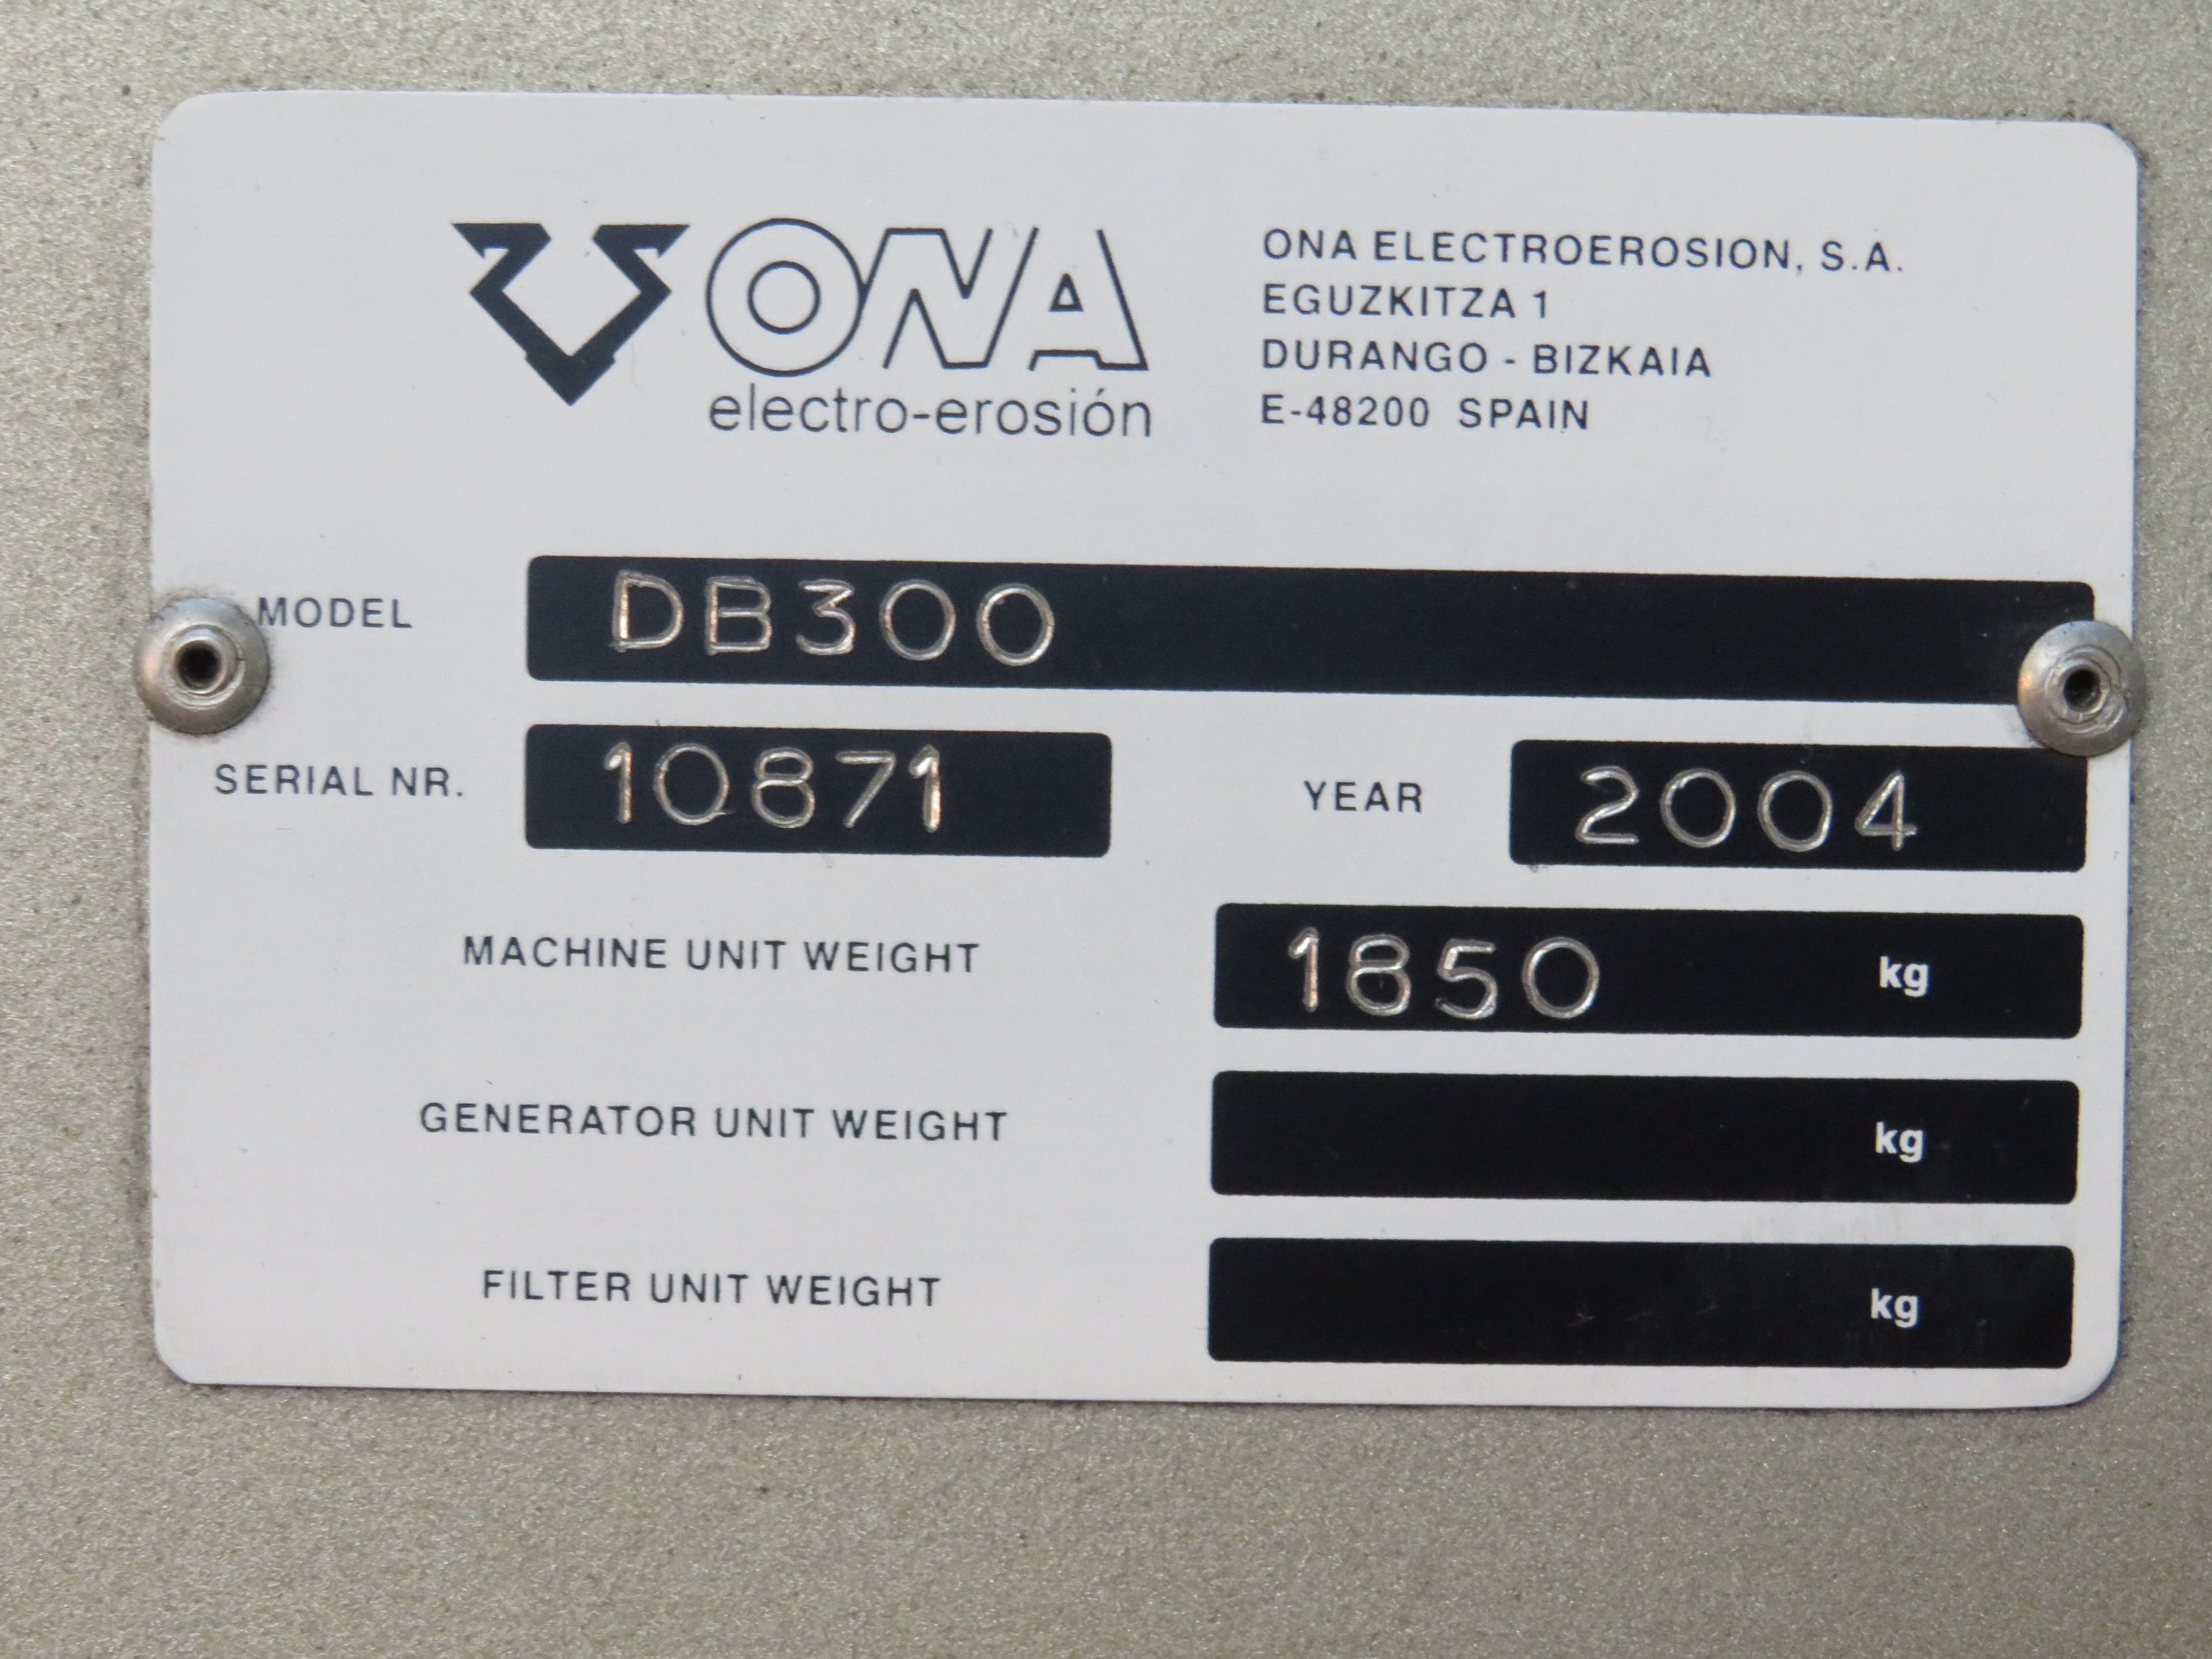 ONA
electro-erosión
ONA ELECTROEROSION, S.A.
EGUZKITZA 1
DURANGO - BIZKAIA
E-48200 SPAIN
MODEL DB300
SERIAL NR. 10871 YEAR 2004
MACHINE UNIT WEIGHT 1850 kg
GENERATOR UNIT WEIGHT kg
FILTER UNIT WEIGHT kg